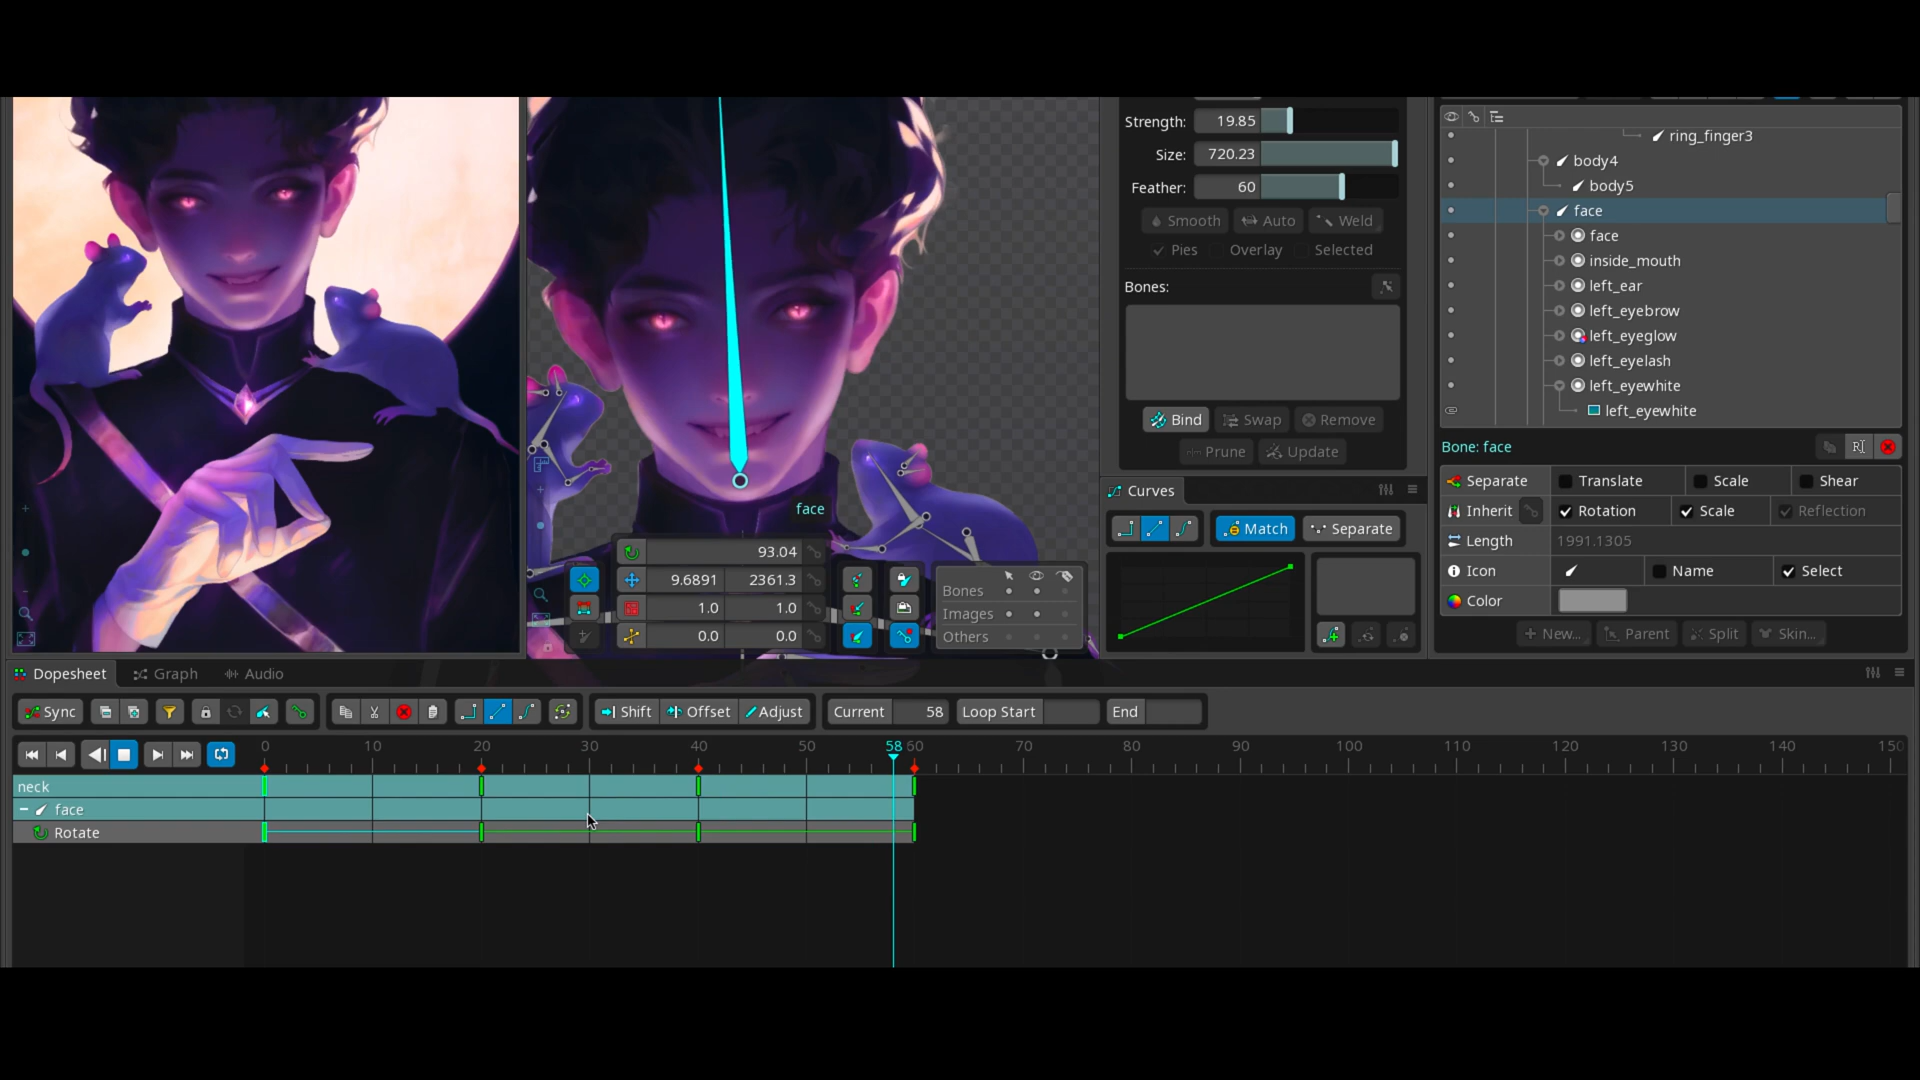 Strength: 19.85
Size: 720.23
Feather: 60
Smooth Auto Weld
Pies Overlay Selected
Bones:
Bind Swap Remove
Prune Update
Curves
Match Separate
ring_finger3
body4
body5
face
face
inside_mouth
left_ear
left_eyebrow
left_eyeglow
left_eyelash
left_eyewhite
left_eyewhite
Bone: face
Separate Translate Scale Shear
Inherit Rotation Scale Reflection
Length 1991.1305
Icon Name Select
Color
New... Parent Split Skin...
face
93.04
9.6891 2361.3
1.0 1.0
0.0 0.0
Bones
Images
Others
Dopesheet Graph Audio
Sync Shift Offset Adjust Current 58 Loop Start End
0 10 20 30 40 50 58 60 70 80 90 100 110 120 130 140 150
neck
face
Rotate